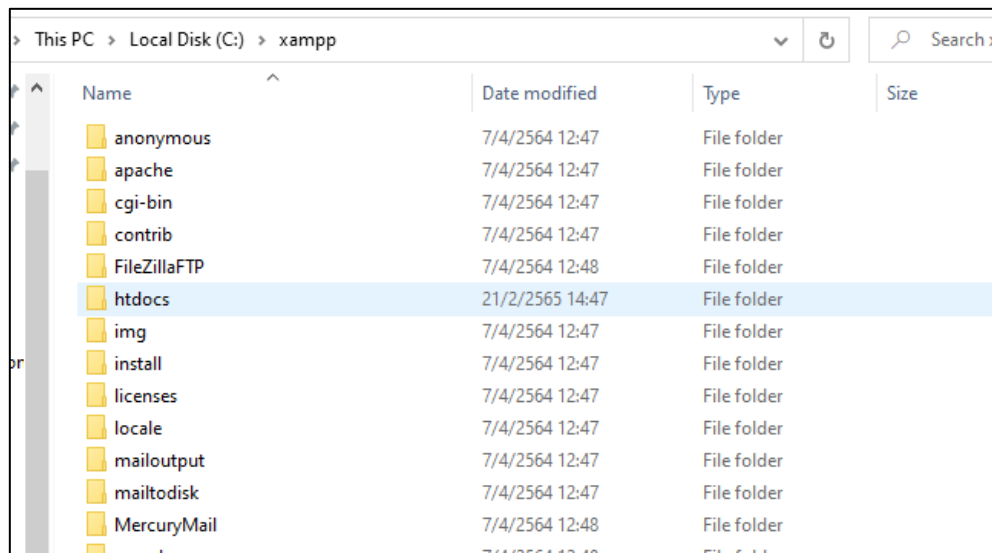 This PC > Local Disk (C:) > xampp Search
Name Date modified Type Size
anonymous 7/4/2564 12:47 File folder
apache 7/4/2564 12:47 File folder
cgi-bin 7/4/2564 12:47 File folder
contrib 7/4/2564 12:47 File folder
FileZillaFTP 7/4/2564 12:48 File folder
htdocs 21/2/2565 14:47 File folder
img 7/4/2564 12:47 File folder
install 7/4/2564 12:47 File folder
licenses 7/4/2564 12:47 File folder
locale 7/4/2564 12:47 File folder
mailoutput 7/4/2564 12:47 File folder
mailtodisk 7/4/2564 12:47 File folder
MercuryMail 7/4/2564 12:48 File folder